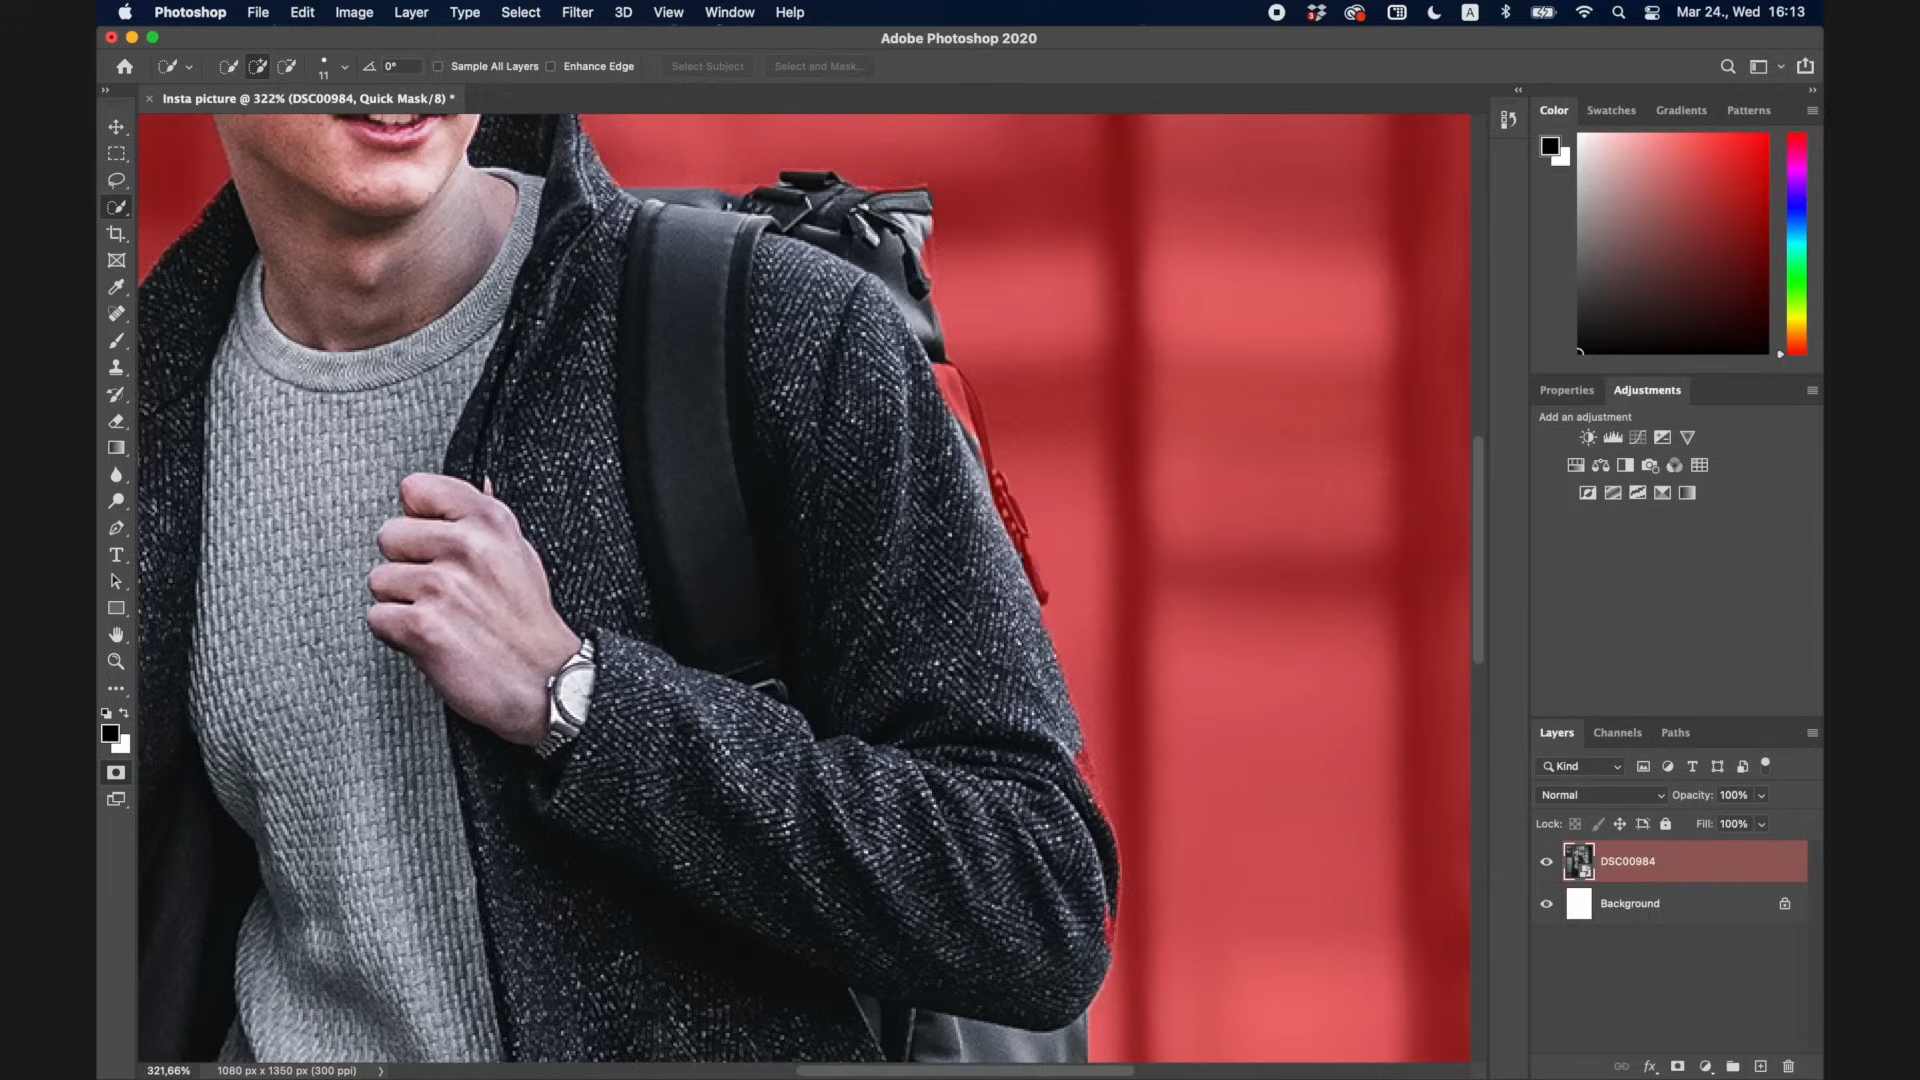 Photoshop File Edit Image Layer Type Select Filter 3D View Window Help 3 A Mar 24., Wed 16:13
Adobe Photoshop 2020
11 0° Sample All Layers Enhance Edge Select Subject Select and Mask...
Insta picture @ 322% (DSC00984, Quick Mask/8) *
Color Swatches Gradients Patterns
Properties Adjustments
Add an adjustment
Layers Channels Paths
Kind
Normal Opacity: 100%
Lock: Fill: 100%
DSC00984
Background
321,66% 1080 px x 1350 px (300 ppi)